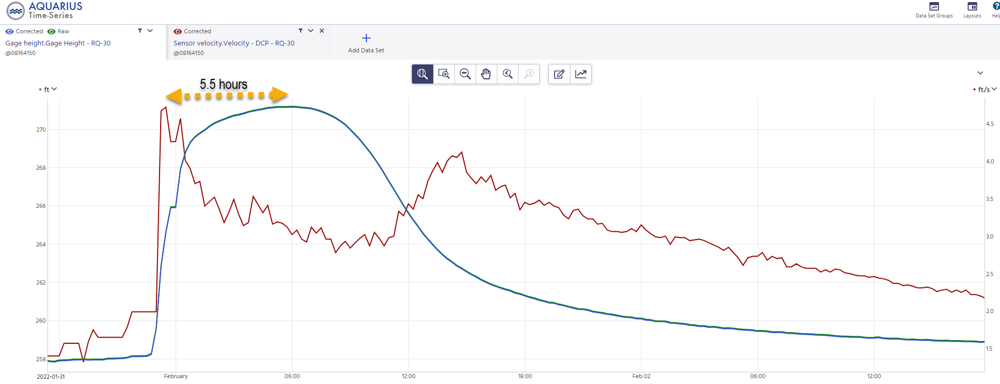 AQUARIUS
Time-Series
Data Set Groups
Layouts
Hel
Corrected Raw
Gage height.Gage Height - RQ-30
@08164150
Corrected
Sensor velocity.Velocity - DCP - RQ-30
@08164150
Add Data Set
5.5 hours
ft
ft/s
270
268
266
264
262
260
258
4.5
4.0
3.5
3.0
2.5
2.0
1.5
2022-01-31
February
06:00
12:00
18:00
Feb 02
06:00
12:00